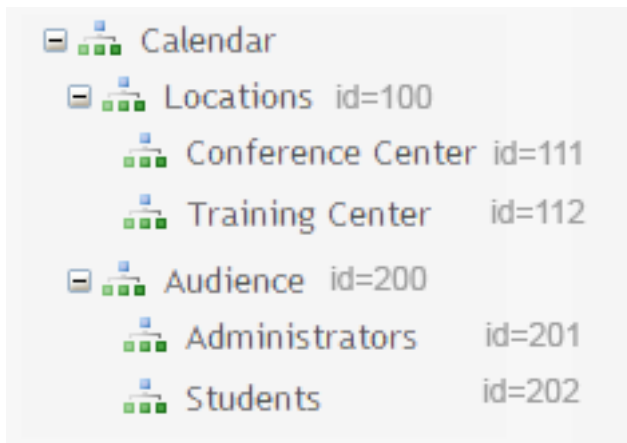 Calendar
Locations id=100
Conference Center id=111
Training Center id=112
Audience id=200
Administrators id=201
Students id=202